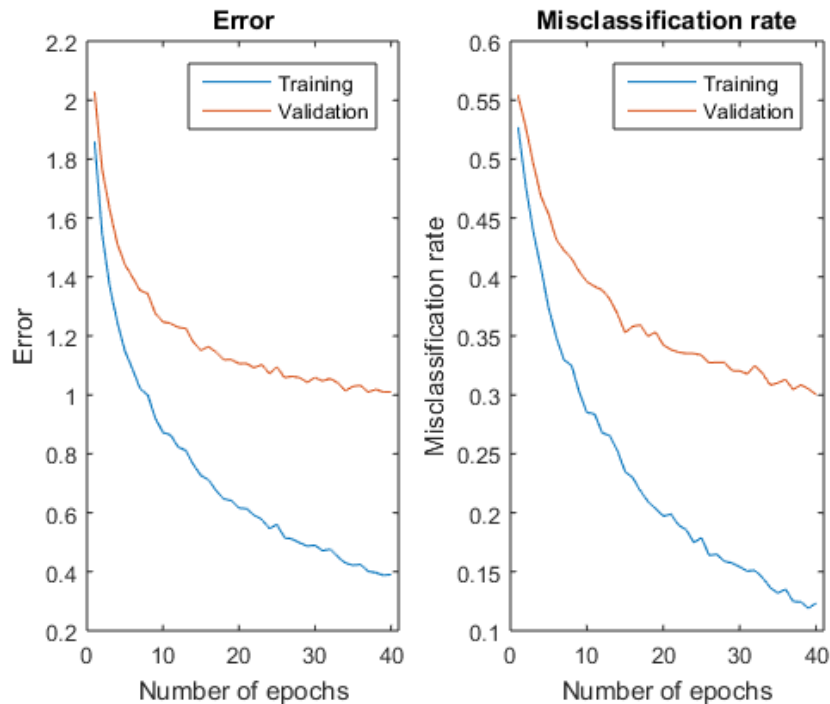 Error
2.2
2
1.8
1.6
1.4
1.2
1
0.8
0.6
0.4
0.2
Error
0 10 20 30 40
Number of epochs
Training
Validation
Misclassification rate
0.6
0.55
0.5
0.45
0.4
0.35
0.3
0.25
0.2
0.15
0.1
Misclassification rate
0 10 20 30 40
Number of epochs
Training
Validation